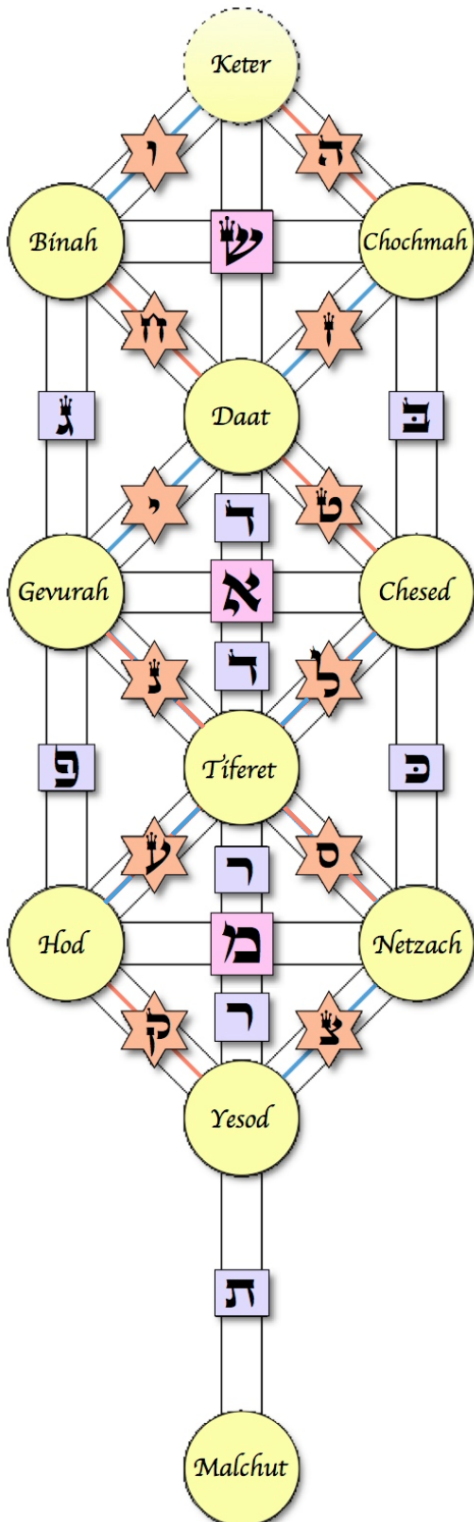 Keter
ו
ה
Binah
ש
Chochmah
ח
ז
גּ
Daat
בּ
י
ט
ד
Gevurah
א
Chesed
ד
נ
ל
פּ
Tiferet
כּ
ע
ס
ר
Hod
מ
Netzach
ר
ק
צ
Yesod
ת
Malchut